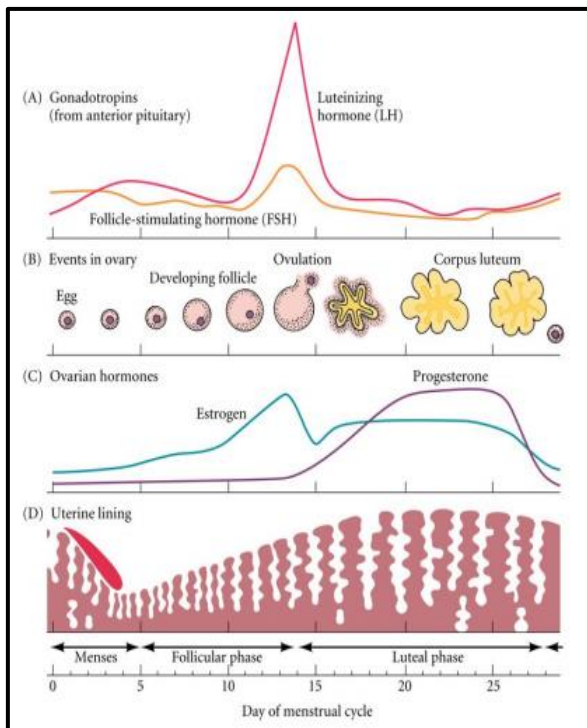 (A) Gonadotropins
(from anterior pituitary)
Luteinizing
hormone (LH)
Follicle-stimulating hormone (FSH)
(B) Events in ovary
Ovulation
Corpus luteum
Developing follicle
Egg
(C) Ovarian hormones
Progesterone
Estrogen
(D) Uterine lining
Menses
Follicular phase
Luteal phase
0 5 10 15 20 25
Day of menstrual cycle